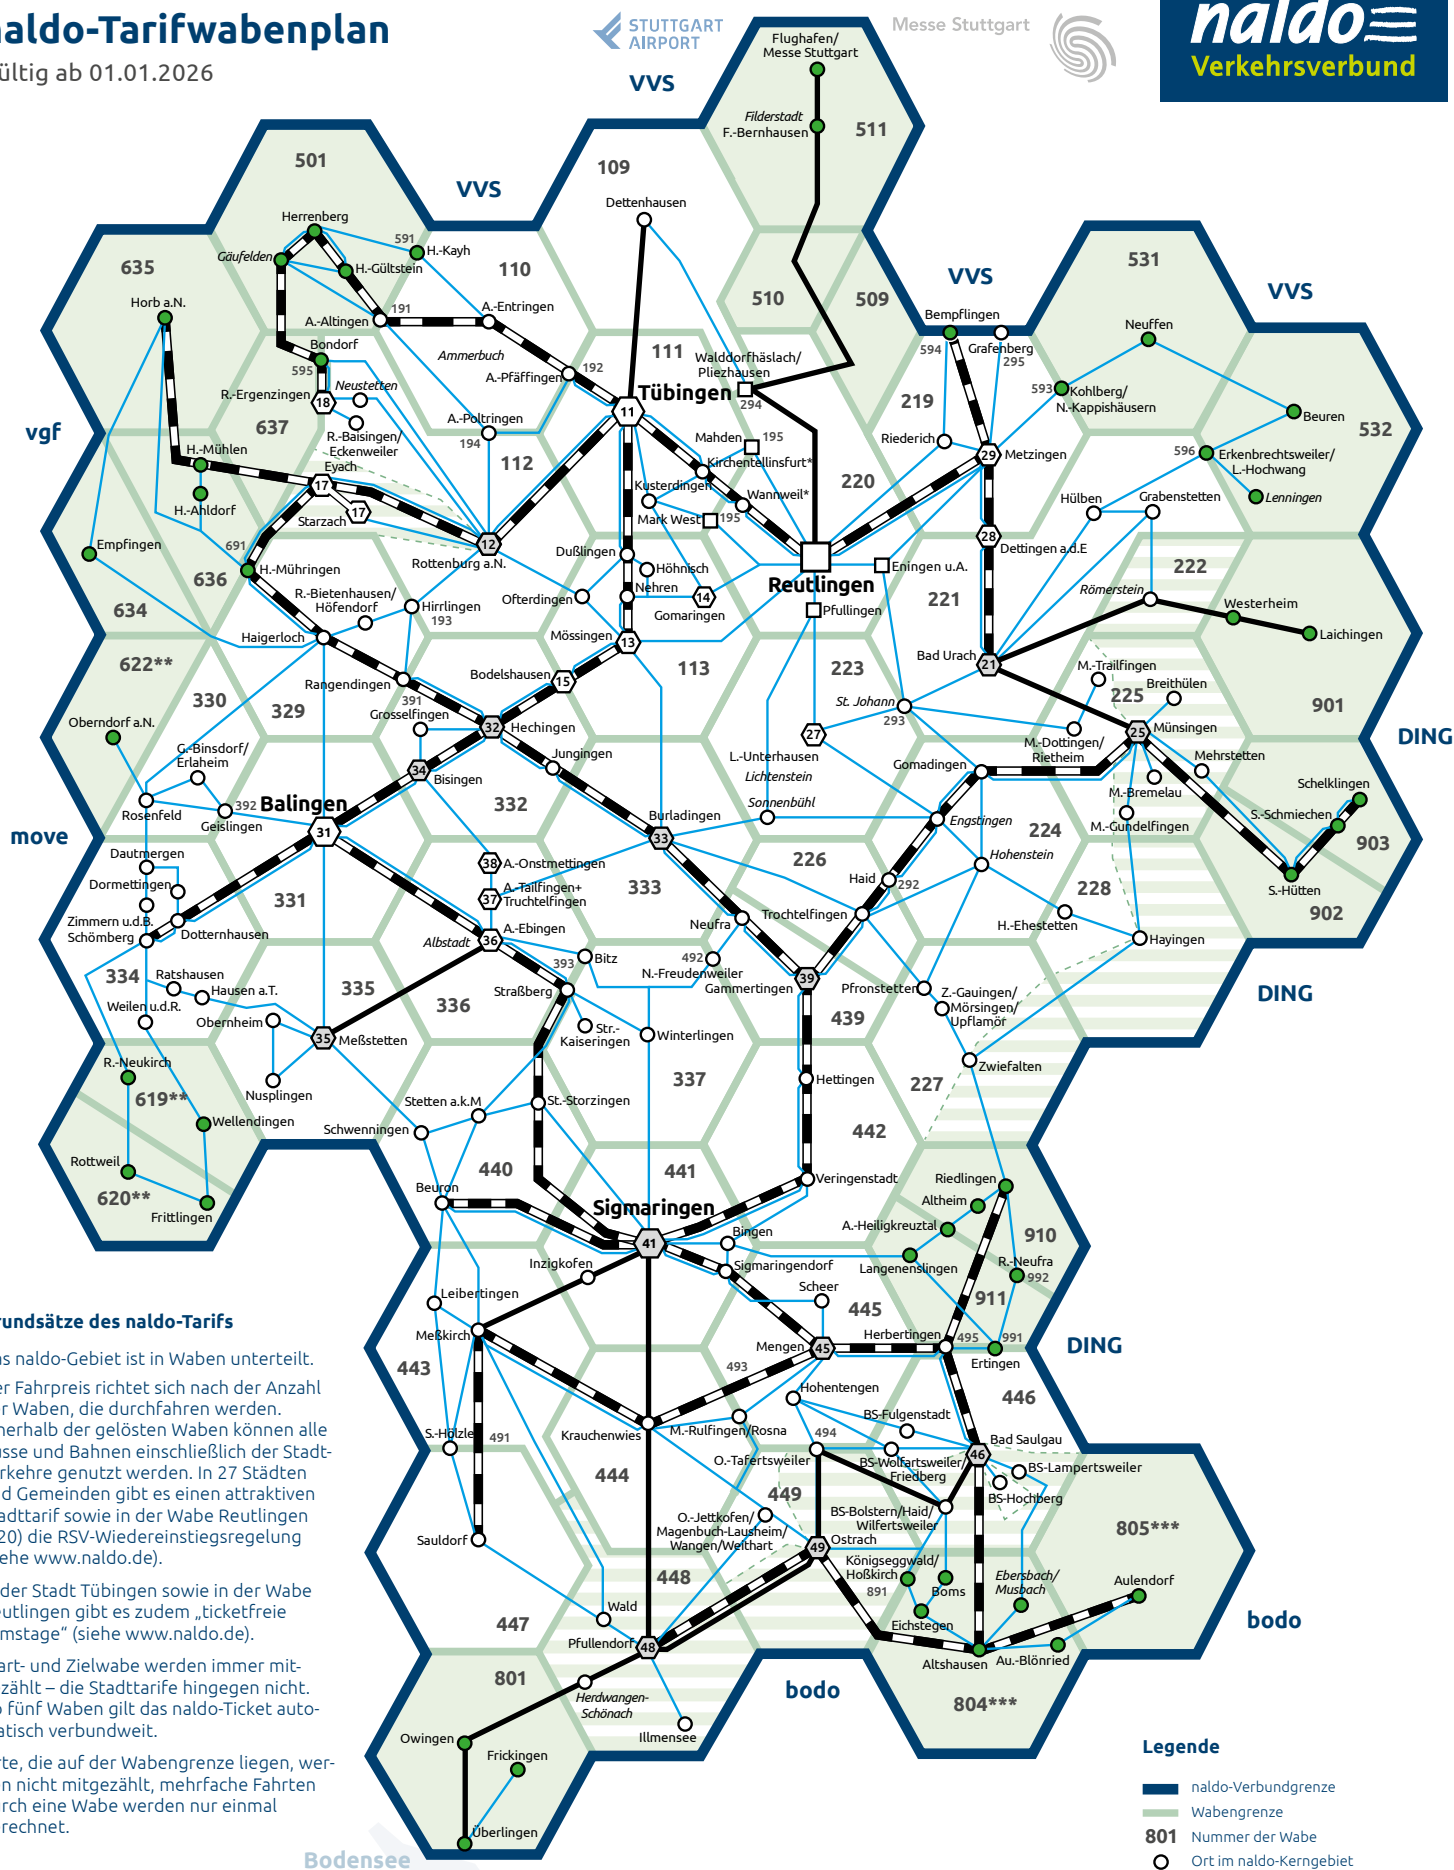 naldo-Tarifwabenplan
gültig ab 01.01.2026
STUTTGART
AIRPORT
Messe Stuttgart
naldo
Verkehrsverbund
VVS
Flughafen/
Messe Stuttgart
Filderstadt
F.-Bernhausen
511
501
109
VVS
Dettenhausen
Herrenberg
591
H.-Kayh
Gäufelden
H.-Gültstein
110
635
Horb a.N.
191
A.-Altingen
A.-Entringen
510
509
VVS
531
VVS
Bempflingen
594
Grafenberg
295
Neuffen
Bondorf
595
Neustetten
Ammerbuch
A.-Pfäffingen
192
111
Walddorfhäslach/
Pliezhausen
294
R.-Ergenzingen
18
Tübingen
11
219
593
Kohlberg/
N.-Kappishäusern
Beuren
532
vgf
637
R.-Baisingen/
Eckenweiler
A.-Poltringen
194
Mahden
195
Riederich
29
Metzingen
596
Erkenbrechtsweiler/
L.-Hochwang
H.-Mühlen
Eyach
17
112
Kirchentellinsfurt*
Kusterdingen
Wannweil*
220
Hülben
Grabenstetten
Lenningen
H.-Ahldorf
Starzach
17
Mark West
195
Empfingen
691
12
Rottenburg a.N.
Dußlingen
28
Dettingen a.d.E
H.-Mühringen
636
Höhnisch
Reutlingen
Eningen u.A.
222
R.-Bietenhausen/
Höfendorf
Hirrlingen
193
Ofterdingen
Nehren
14
Gomaringen
Pfullingen
221
Römerstein
Westerheim
634
Haigerloch
Mössingen
13
Laichingen
622**
330
329
Rangendingen
391
Bodelshausen
15
113
223
Bad Urach
21
M.-Trailfingen
225
Breithülen
901
Oberndorf a.N.
Grosselfingen
32
Hechingen
St. Johann
293
27
L.-Unterhausen
Lichtenstein
M.-Dottingen/
Rietheim
25
Münsingen
DING
G.-Binsdorf/
Erlaheim
34
Bisingen
Jungingen
Gomadingen
Mehrstetten
Schelklingen
392
Rosenfeld
Geislingen
Balingen
31
332
Burladingen
33
Sonnenbühl
Engstingen
M.-Bremelau
M.-Gundelfingen
224
S.-Schmiechen
903
move
Dautmergen
Dormettingen
38
A.-Onstmettingen
37
A.-Tailfingen+
Truchtelfingen
333
226
Hohenstein
Haid
292
228
S.-Hütten
902
Zimmern u.d.B.
Schömberg
331
Dotternhausen
Albstadt
36
A.-Ebingen
Neufra
Trochtelfingen
H.-Ehestetten
Hayingen
334
Ratshausen
Hausen a.T.
335
336
393
Bitz
492
N.-Freudenweiler
39
Gammertingen
Pfronstetten
Z.-Gauingen/
Mörsingen/
Upflamör
DING
Weilen u.d.R.
Obernheim
Straßberg
Str.-
Kaiseringen
Winterlingen
439
35
Meßstetten
Zwiefalten
R.-Neukirch
619**
Nusplingen
337
Hettingen
227
Wellendingen
Stetten a.k.M
St.-Storzingen
Schwenningen
442
Rottweil
620**
Frittlingen
440
Beuron
441
Veringenstadt
Riedlingen
Altheim
Sigmaringen
41
Bingen
A.-Heiligkreuztal
910
Langenenslingen
R.-Neufra
992
Inzigkofen
Sigmaringendorf
Scheer
911
Grundsätze des naldo-Tarifs
Leibertingen
445
Herbertingen
495
991
Ertingen
DING
Meßkirch
Mengen
45
as naldo-Gebiet ist in Waben unterteilt.
er Fahrpreis richtet sich nach der Anzahl
er Waben, die durchfahren werden.
nerhalb der gelösten Waben können alle
usse und Bahnen einschließlich der Stadt-
rkehre genutzt werden. In 27 Städten
d Gemeinden gibt es einen attraktiven
adttarif sowie in der Wabe Reutlingen
20) die RSV-Wiedereinstiegsregelung
ehe www.naldo.de).
der Stadt Tübingen sowie in der Wabe
eutlingen gibt es zudem „ticketfreie
mstage“ (siehe www.naldo.de).
art- und Zielwabe werden immer mit-
zählt – die Stadttarife hingegen nicht.
fünf Waben gilt das naldo-Ticket auto-
atisch verbundweit.
rte, die auf der Wabengrenze liegen, wer-
n nicht mitgezählt, mehrfache Fahrten
rch eine Wabe werden nur einmal
rechnet.
443
493
Hohentengen
446
S.-Hölzle
491
Krauchenwies
M.-Rulfingen/Rosna
494
BS-Fulgenstadt
Bad Saulgau
46
444
O.-Tafertsweiler
BS-Wolfartsweiler/
Friedberg
BS-Lampertsweiler
BS-Hochberg
449
O.-Jettkofen/
Magenbuch-Lausheim/
Wangen/Weithart
BS-Bolstern/Haid/
Wilfertsweiler
805***
Sauldorf
49
Ostrach
448
Königseggwald/
Hoßkirch
891
Boms
Ebersbach/
Musbach
Aulendorf
447
Wald
Eichstegen
bodo
Pfullendorf
48
Altshausen
Au.-Blönried
801
Herdwangen-
Schönach
bodo
804***
Illmensee
Owingen
Frickingen
Überlingen
Bodensee
Legende
naldo-Verbundgrenze
Wabengrenze
801 Nummer der Wabe
Ort im naldo-Kerngebiet